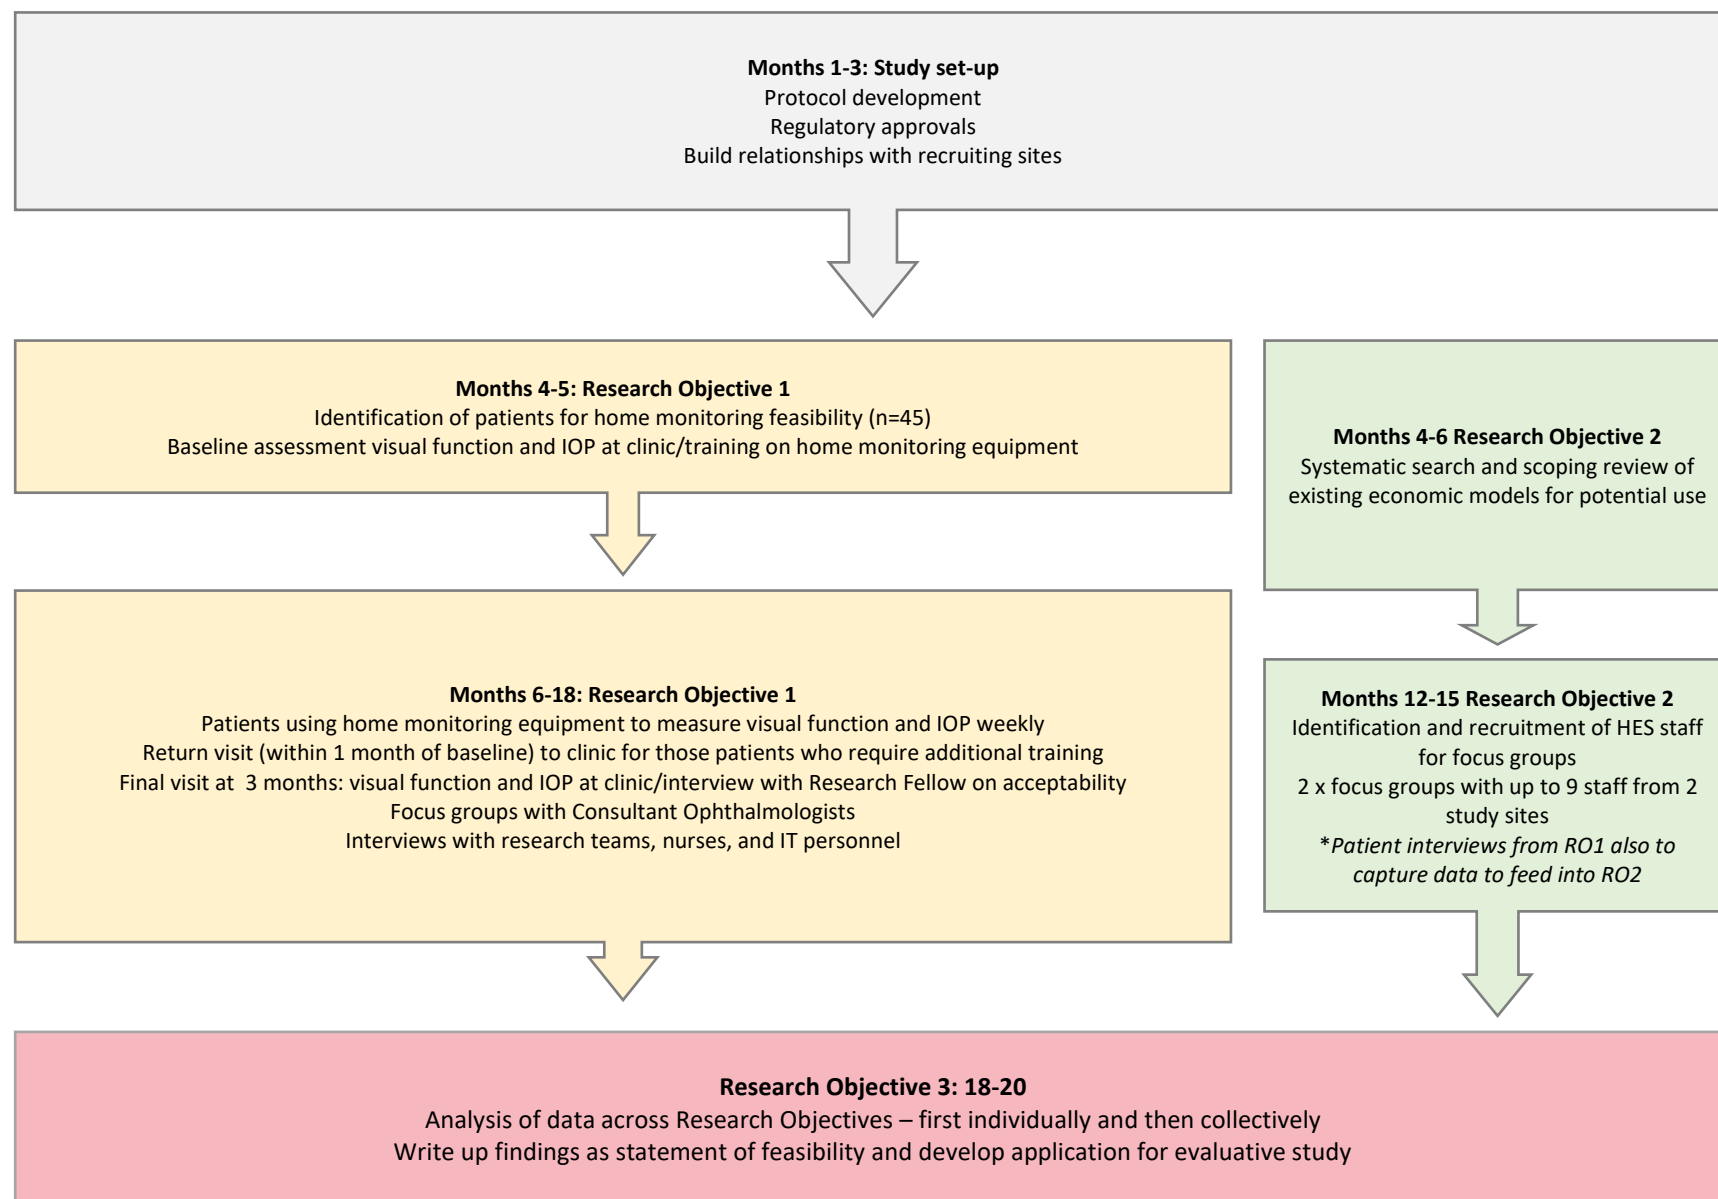 Months 1-3: Study set-up
Protocol development
Regulatory approvals
Build relationships with recruiting sites
Months 4-5: Research Objective 1
Identification of patients for home monitoring feasibility (n=45)
Baseline assessment visual function and IOP at clinic/training on home monitoring equipment
Months 4-6 Research Objective 2
Systematic search and scoping review of
existing economic models for potential use
Months 6-18: Research Objective 1
Patients using home monitoring equipment to measure visual function and IOP weekly
Return visit (within 1 month of baseline) to clinic for those patients who require additional training
Final visit at 3 months: visual function and IOP at clinic/interview with Research Fellow on acceptability
Focus groups with Consultant Ophthalmologists
Interviews with research teams, nurses, and IT personnel
Months 12-15 Research Objective 2
Identification and recruitment of HES staff
for focus groups
2 x focus groups with up to 9 staff from 2
study sites
*Patient interviews from RO1 also to
capture data to feed into RO2
Research Objective 3: 18-20
Analysis of data across Research Objectives – first individually and then collectively
Write up findings as statement of feasibility and develop application for evaluative study